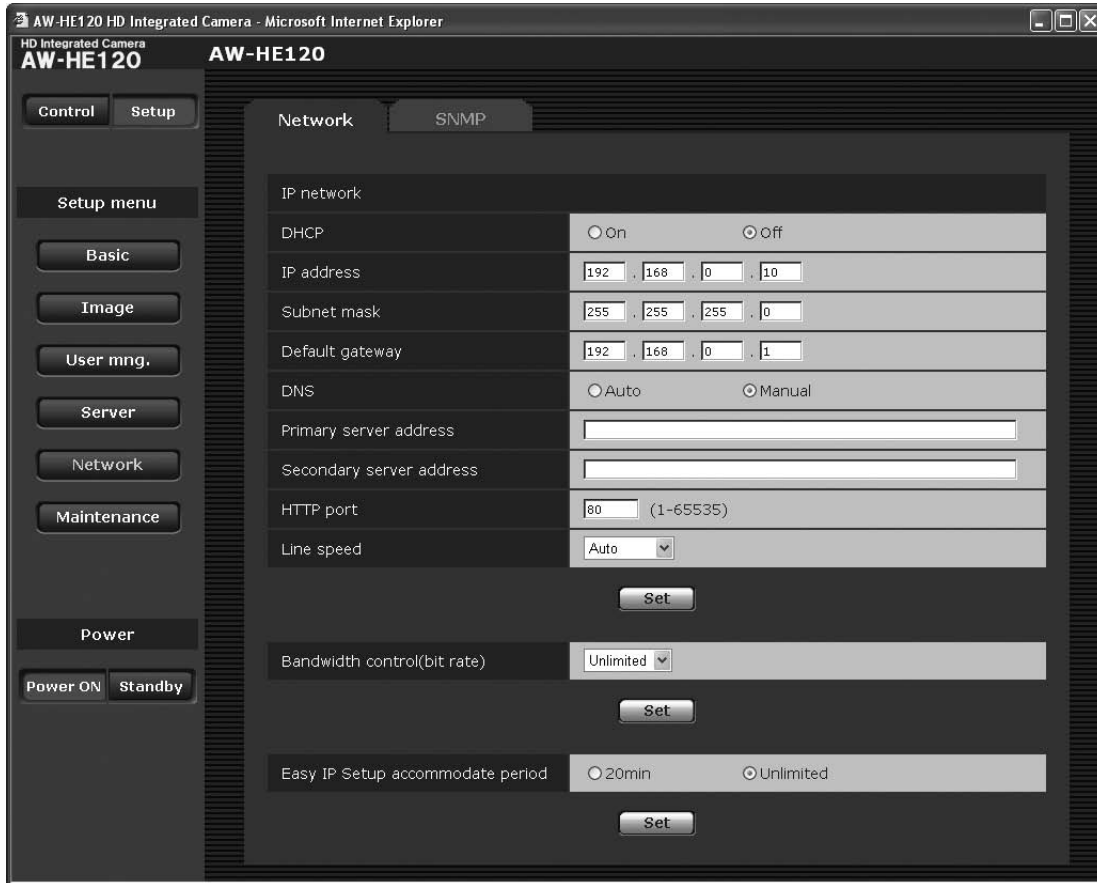 AW-HE120 HD Integrated Camera - Microsoft Internet Explorer
HD Integrated Camera
AW-HE120
AW-HE120
Control Setup
Network SNMP
Setup menu
Basic
Image
User mng.
Server
Network
Maintenance
Power
Power ON Standby
IP network
DHCP On Off
IP address 192 . 168 . 0 . 10
Subnet mask 255 . 255 . 255 . 0
Default gateway 192 . 168 . 0 . 1
DNS Auto Manual
Primary server address
Secondary server address
HTTP port 80 (1-65535)
Line speed Auto
Set
Bandwidth control(bit rate) Unlimited
Set
Easy IP Setup accommodate period 20min Unlimited
Set